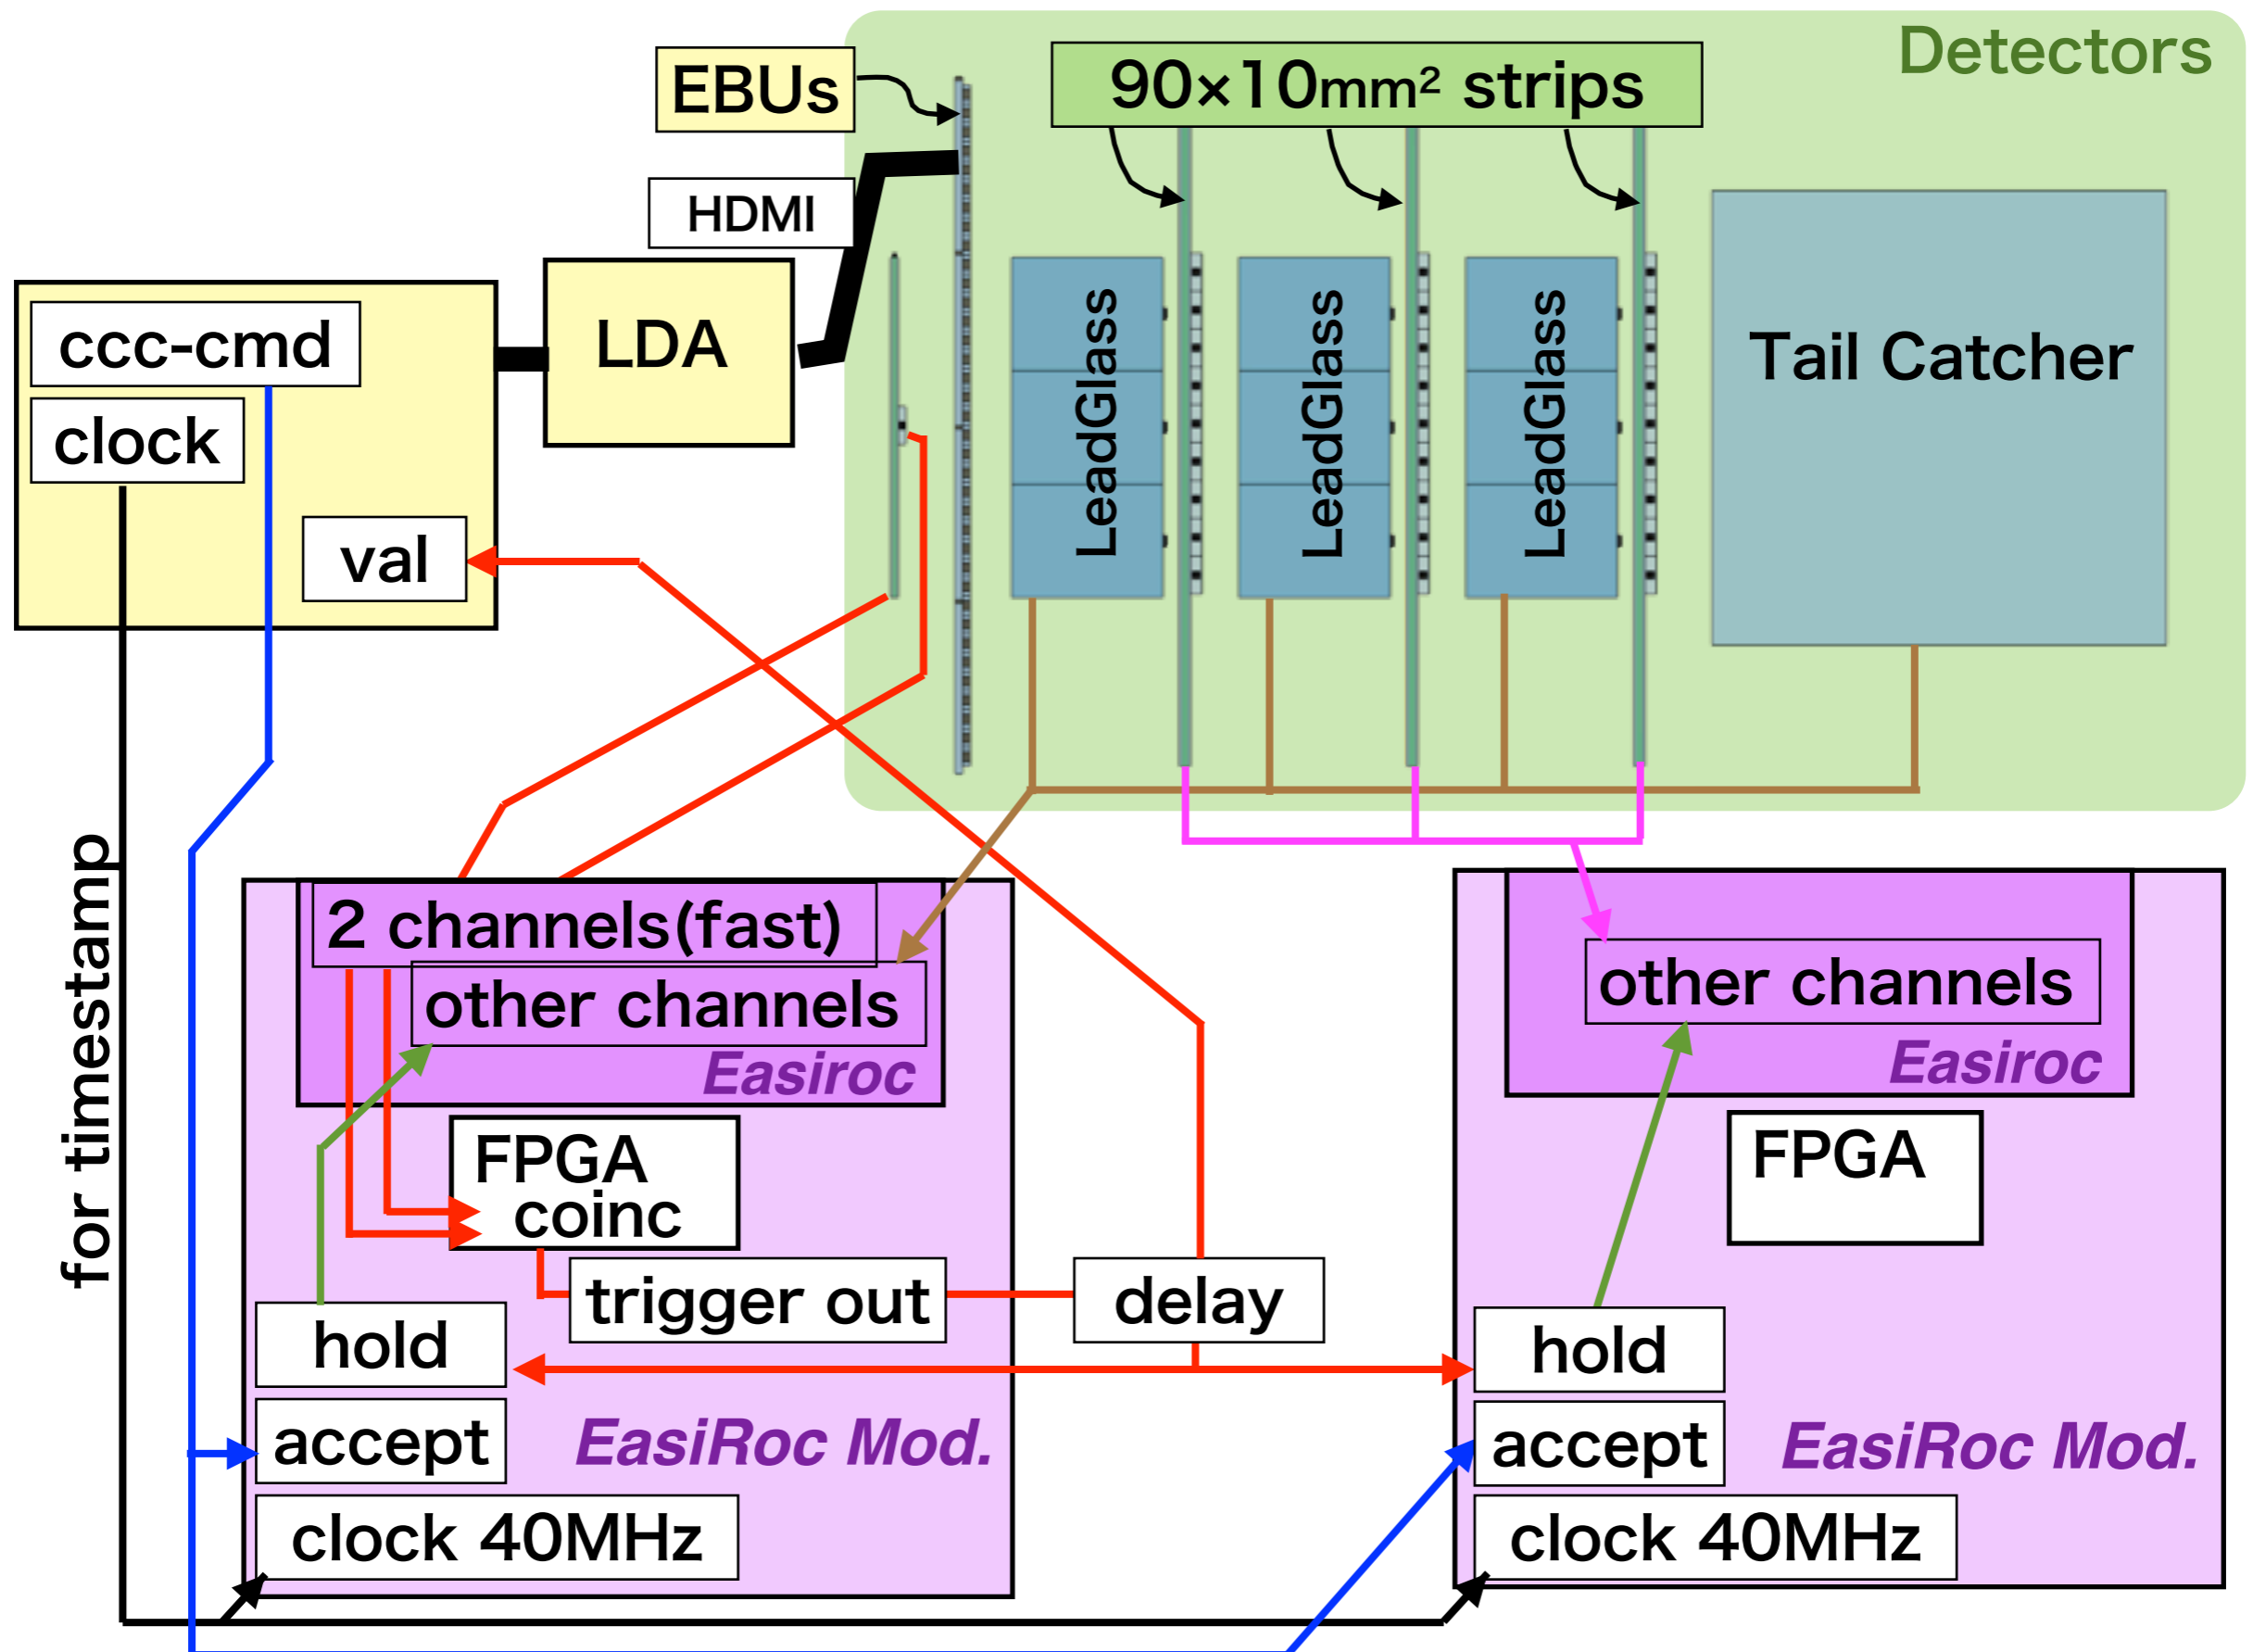 Detectors
EBUs
90×10mm² strips
HDMI
ccc-cmd
LDA
clock
val
LeadGlass
LeadGlass
LeadGlass
Tail Catcher
for timestamp
2 channels(fast)
other channels
Easiroc
FPGA
coinc
trigger out
delay
hold
accept
EasiRoc Mod.
clock 40MHz
other channels
Easiroc
FPGA
hold
accept
EasiRoc Mod.
clock 40MHz